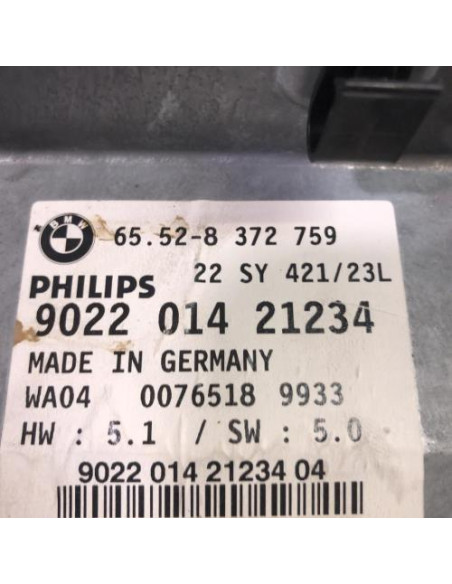 BMW 65.52-8 372 759
22 SY 421/23L
PHILIPS
9022 014 21234
MADE IN GERMANY
WA04 0076518 9933
HW : 5.1 / SW : 5.0
9022 014 21234 04